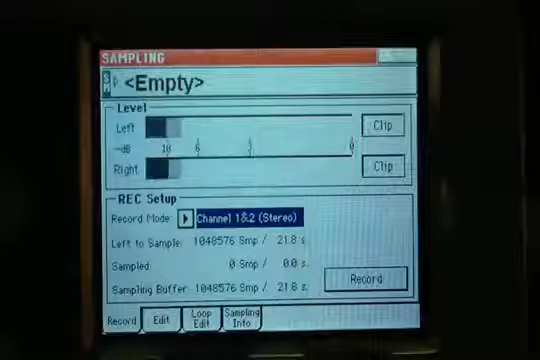 SAMPLING
SM <Empty>
Level
Left
Clip
-dB 18 6 3 0
Right
Clip
REC Setup
Record Mode: Channel 1&2 (Stereo)
Left to Sample: 1048576 Smp / 21.8 s.
Sampled: 0 Smp / 0.0 s.
Sampling Buffer: 1048576 Smp / 21.8 s.
Record
Record Edit Loop Edit Sampling Info